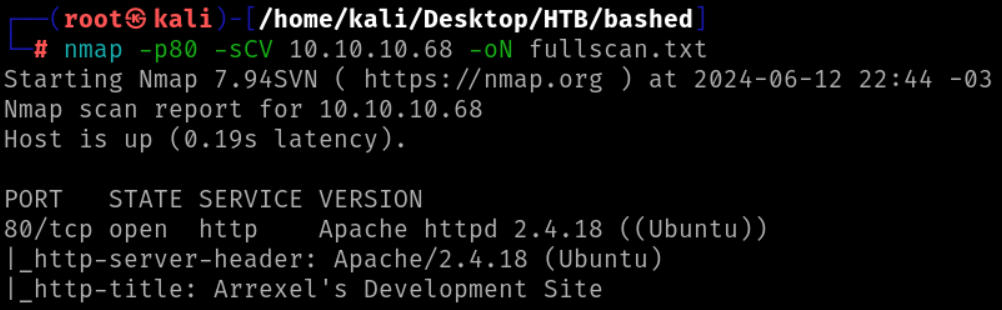 ┌──(root㉿kali)-[/home/kali/Desktop/HTB/bashed]
└─# nmap -p80 -sCV 10.10.10.68 -oN fullscan.txt
Starting Nmap 7.94SVN ( https://nmap.org ) at 2024-06-12 22:44 -03
Nmap scan report for 10.10.10.68
Host is up (0.19s latency).

PORT   STATE SERVICE VERSION
80/tcp open  http    Apache httpd 2.4.18 ((Ubuntu))
|_http-server-header: Apache/2.4.18 (Ubuntu)
|_http-title: Arrexel's Development Site